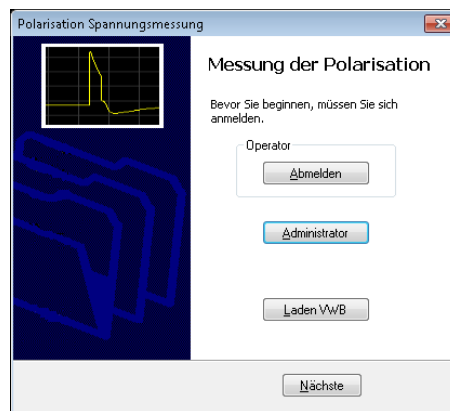 Polarisation Spannungsmessung
Messung der Polarisation
Bevor Sie beginnen, müssen Sie sich
anmelden.
Operator
Abmelden
Administrator
Laden VWB
Nächste